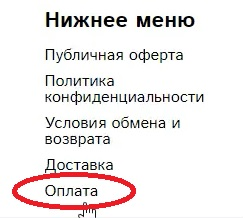 Нижнее меню
Публичная оферта
Политика
конфиденциальности
Условия обмена и
возврата
Доставка
Оплата